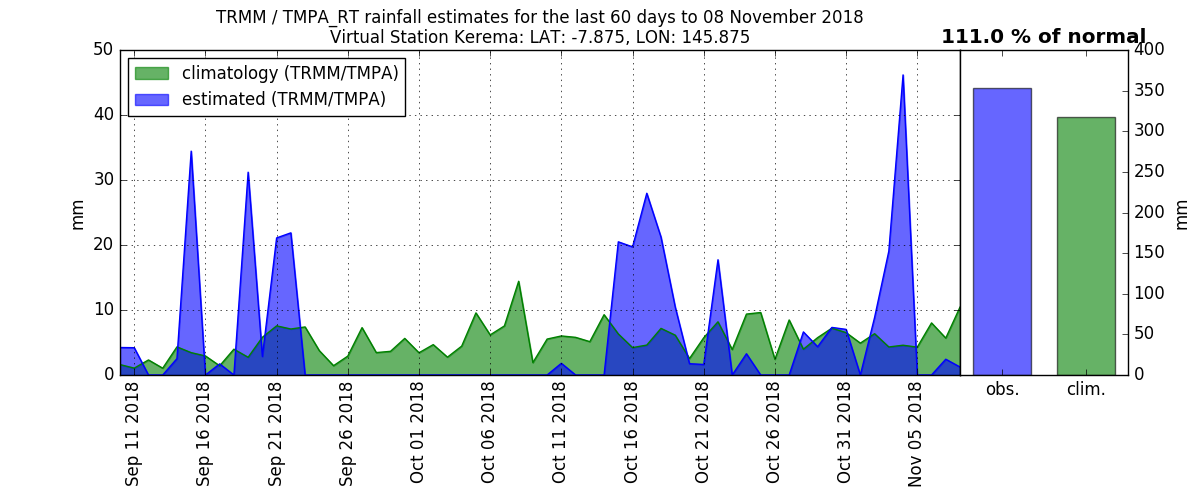 TRMM / TMPA_RT rainfall estimates for the last 60 days to 08 November 2018
Virtual Station Kerema: LAT: -7.875, LON: 145.875
111.0 % of normal
climatology (TRMM/TMPA)
estimated (TRMM/TMPA)
50
40
30
20
10
0
mm
Sep 11 2018
Sep 16 2018
Sep 21 2018
Sep 26 2018
Oct 01 2018
Oct 06 2018
Oct 11 2018
Oct 16 2018
Oct 21 2018
Oct 26 2018
Oct 31 2018
Nov 05 2018
obs.
clim.
400
350
300
250
200
150
100
50
0
mm